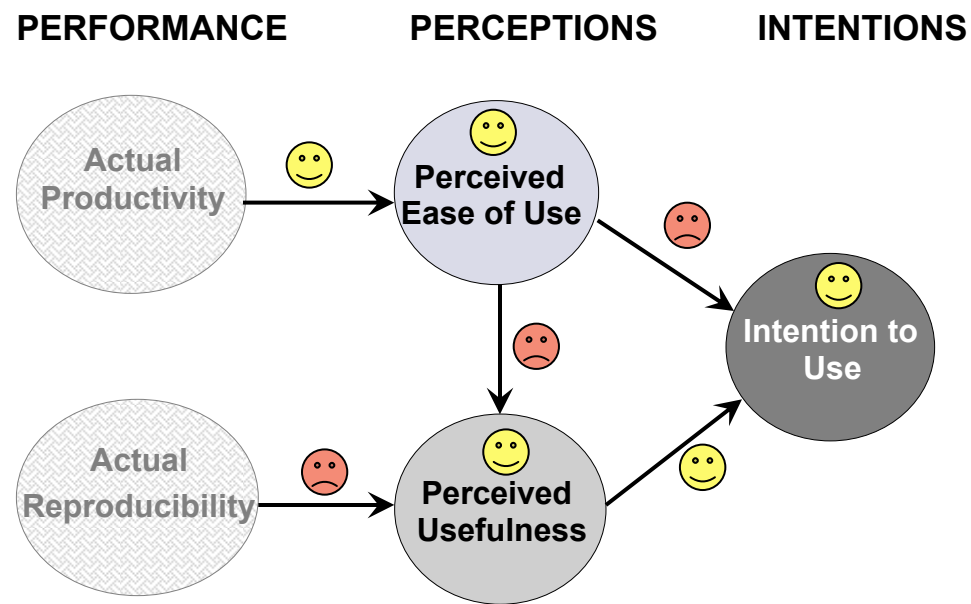 PERFORMANCE PERCEPTIONS INTENTIONS
Actual
Productivity
Perceived
Ease of Use
Intention to
Use
Actual
Reproducibility
Perceived
Usefulness